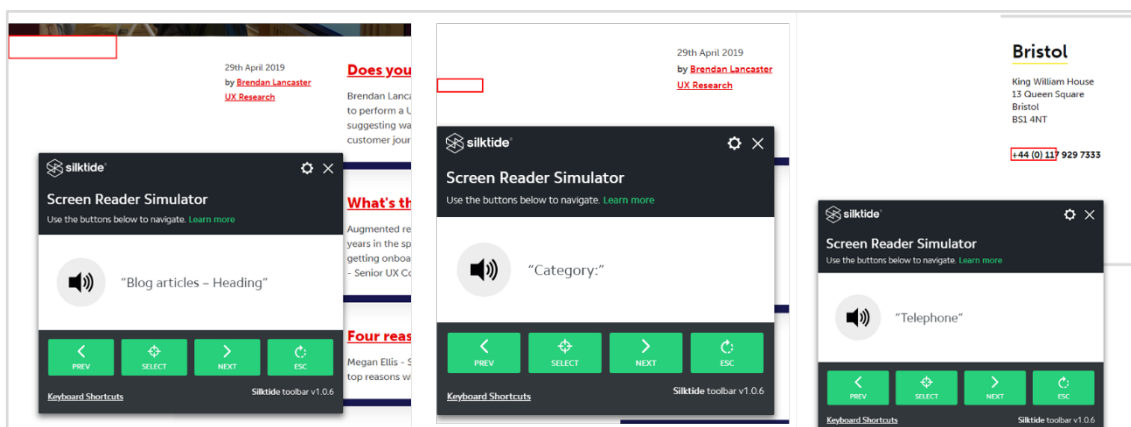 29th April 2019
by Brendan Lancaster
UX Research
Does you
Brendan Lanca
to perform a U
suggesting wa
customer jour
silktide
Screen Reader Simulator
Use the buttons below to navigate. Learn more
"Blog articles – Heading"
PREV
SELECT
NEXT
ESC
Keyboard Shortcuts
Silktide toolbar v1.0.6
What's th
Augmented re
years in the sp
getting onboa
- Senior UX Co
Four reas
Megan Ellis - S
top reasons w
29th April 2019
by Brendan Lancaster
UX Research
silktide
Screen Reader Simulator
Use the buttons below to navigate. Learn more
"Category:"
PREV
SELECT
NEXT
ESC
Keyboard Shortcuts
Silktide toolbar v1.0.6
Bristol
King William House
13 Queen Square
Bristol
BS1 4NT
+44 (0) 117 929 7333
silktide
Screen Reader Simulator
Use the buttons below to navigate. Learn more
"Telephone"
PREV
SELECT
NEXT
ESC
Keyboard Shortcuts
Silktide toolbar v1.0.6